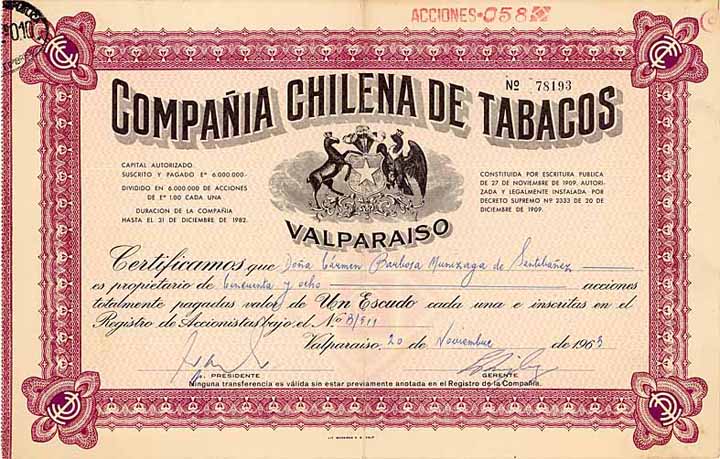 ACCIONES-058
010
Nº 78193
COMPAÑIA CHILENA DE TABACOS
CAPITAL AUTORIZADO
SUSCRITO Y PAGADO Eº 6.000.000.-
DIVIDIDO EN 6.000.000 DE ACCIONES
DE Eº 1.00 CADA UNA
DURACION DE LA COMPAÑIA
HASTA EL 31 DE DICIEMBRE DE 1982.
CONSTITUIDA POR ESCRITURA PUBLICA
DE 27 DE NOVIEMBRE DE 1909. AUTORI-
ZADA Y LEGALMENTE INSTALADA POR
DECRETO SUPREMO Nº 2333 DE 20 DE
DICIEMBRE DE 1909.
VALPARAISO
Certificamos que Doña Cármen Barbosa Munizaga de Santibáñez
es propietario de Cincuenta y ocho acciones
totalmente pagadas valor de Un Escudo cada una e inscritas en el
Registro de Accionistas bajo el Nº B/511
Valparaiso, 20 de Noviembre de 1963
p. PRESIDENTE
GERENTE
Ninguna transferencia es válida sin estar previamente anotada en el Registro de la Compañía.